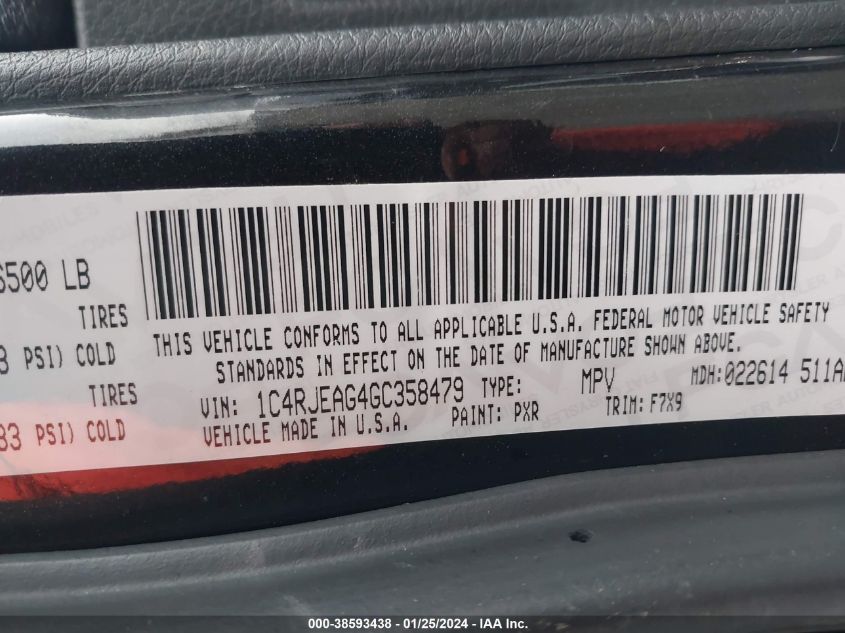 6500 LB
TIRES
3 PSI) COLD
TIRES
33 PSI) COLD
THIS VEHICLE CONFORMS TO ALL APPLICABLE U.S.A. FEDERAL MOTOR VEHICLE SAFETY
STANDARDS IN EFFECT ON THE DATE OF MANUFACTURE SHOWN ABOVE.
VIN: 1C4RJEAG4GC358479 TYPE: MPV MDH:022614 511A
VEHICLE MADE IN U.S.A. PAINT: PXR TRIM: F7X9
000-38593438 - 01/25/2024 - IAA Inc.